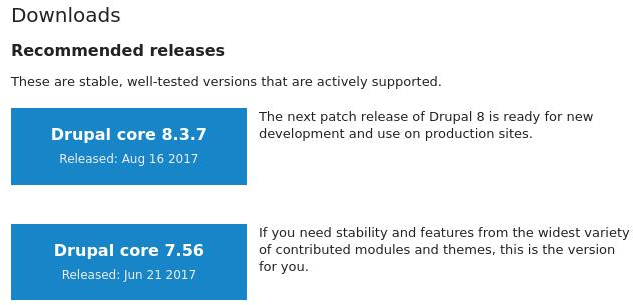 Downloads
Recommended releases
These are stable, well-tested versions that are actively supported.
Drupal core 8.3.7
Released: Aug 16 2017
The next patch release of Drupal 8 is ready for new
development and use on production sites.
Drupal core 7.56
Released: Jun 21 2017
If you need stability and features from the widest variety
of contributed modules and themes, this is the version
for you.